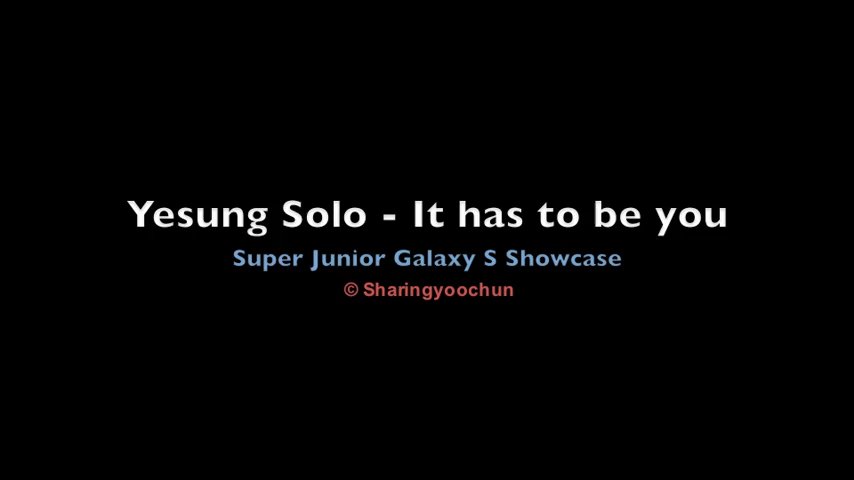 Yesung Solo - It has to be you
Super Junior Galaxy S Showcase
© Sharingyoochun